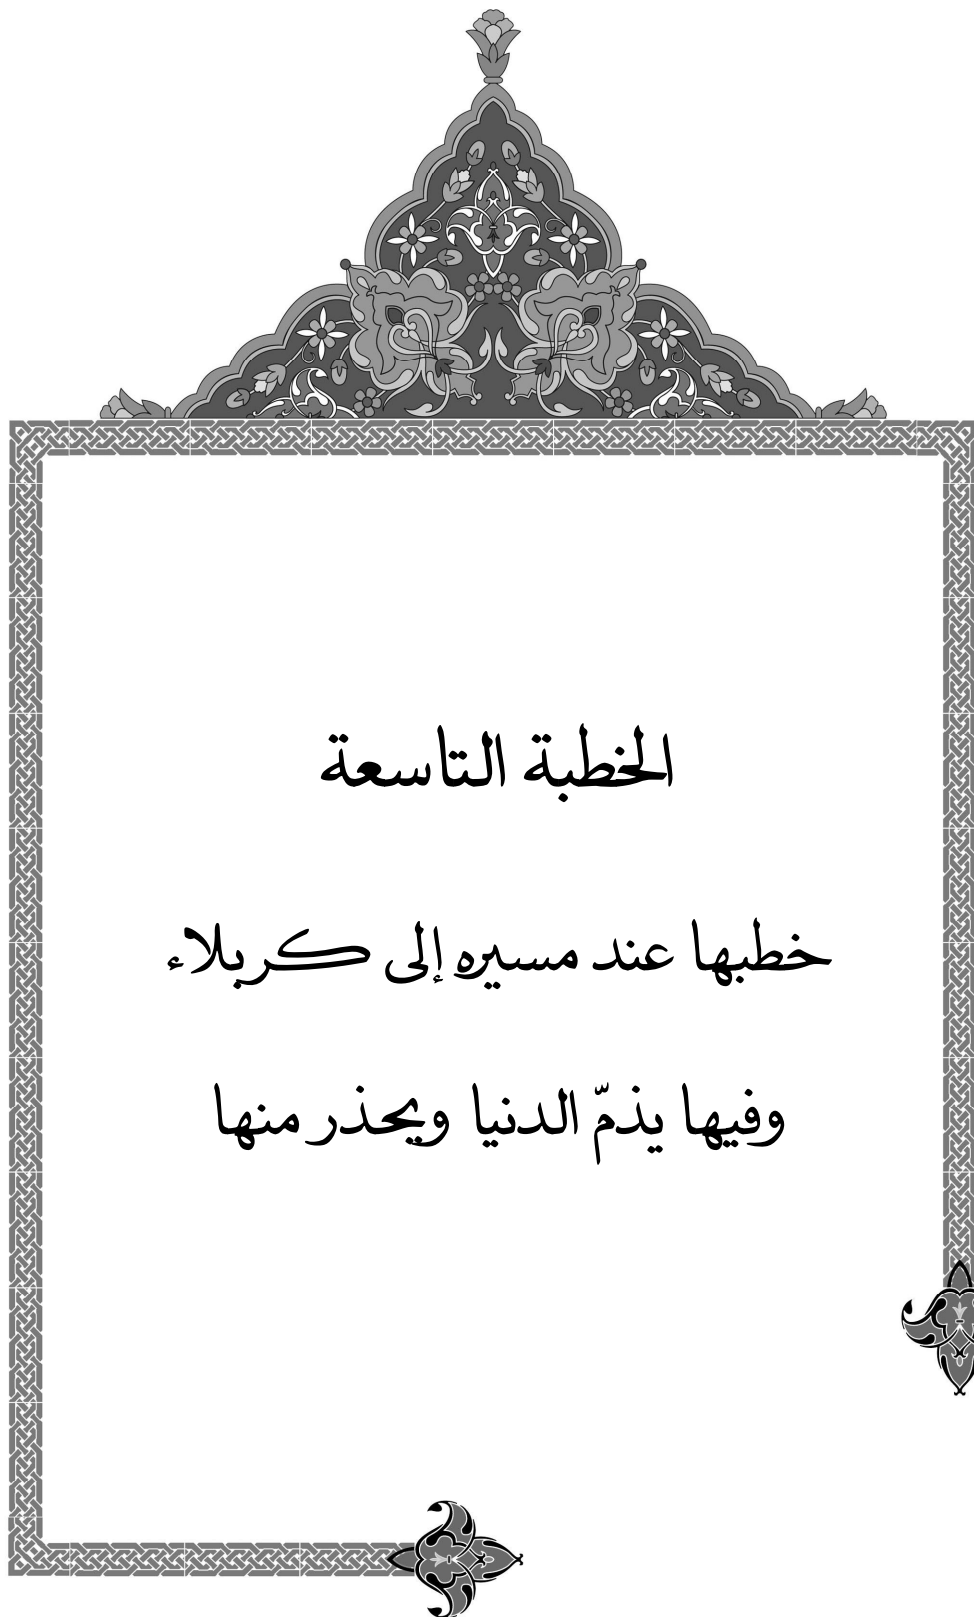 الخطبة التاسعة
خطبها عند مسيره إلى كربلاء
وفيها يذمّ الدنيا ويحذر منها